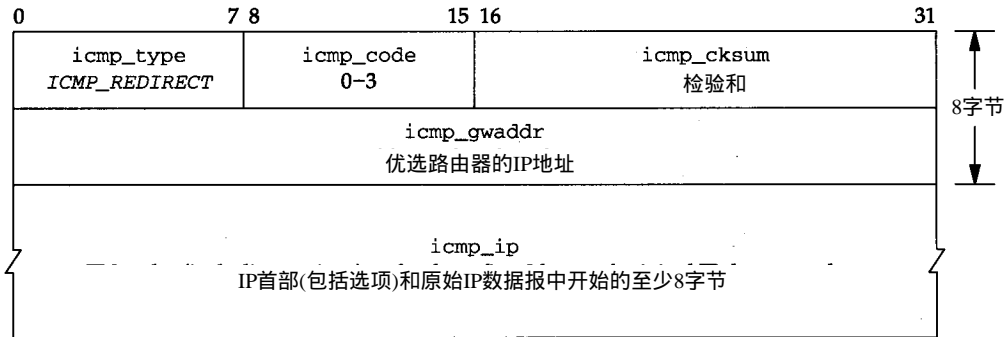 0 7 8 15 16 31
icmp_type icmp_code icmp_cksum
ICMP_REDIRECT 0-3 检验和
8字节
icmp_gwaddr
优选路由器的IP地址
icmp_ip
IP首部(包括选项)和原始IP数据报中开始的至少8字节